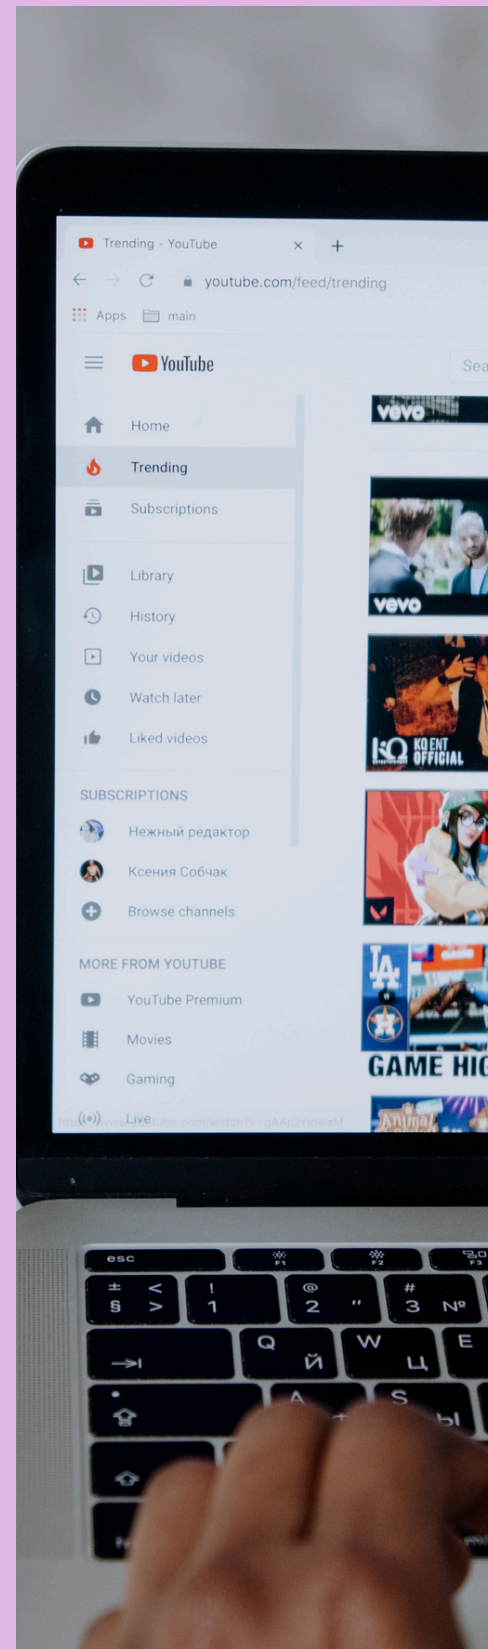 Trending - YouTube
youtube.com/feed/trending
Apps
main
YouTube
Sea
Home
Trending
Subscriptions
Library
History
Your videos
Watch later
Liked videos
SUBSCRIPTIONS
Нежный редактор
Ксения Собчак
Browse channels
MORE FROM YOUTUBE
YouTube Premium
Movies
Gaming
Live
vevo
vevo
KQ ENT
OFFICIAL
LA
H
GAME HIG
Animal
esc
F1
F2
F3
± <
§ >
!
1
@
2 "
#
3 №
Q
Й
W
Ц
E
A
S
Ы